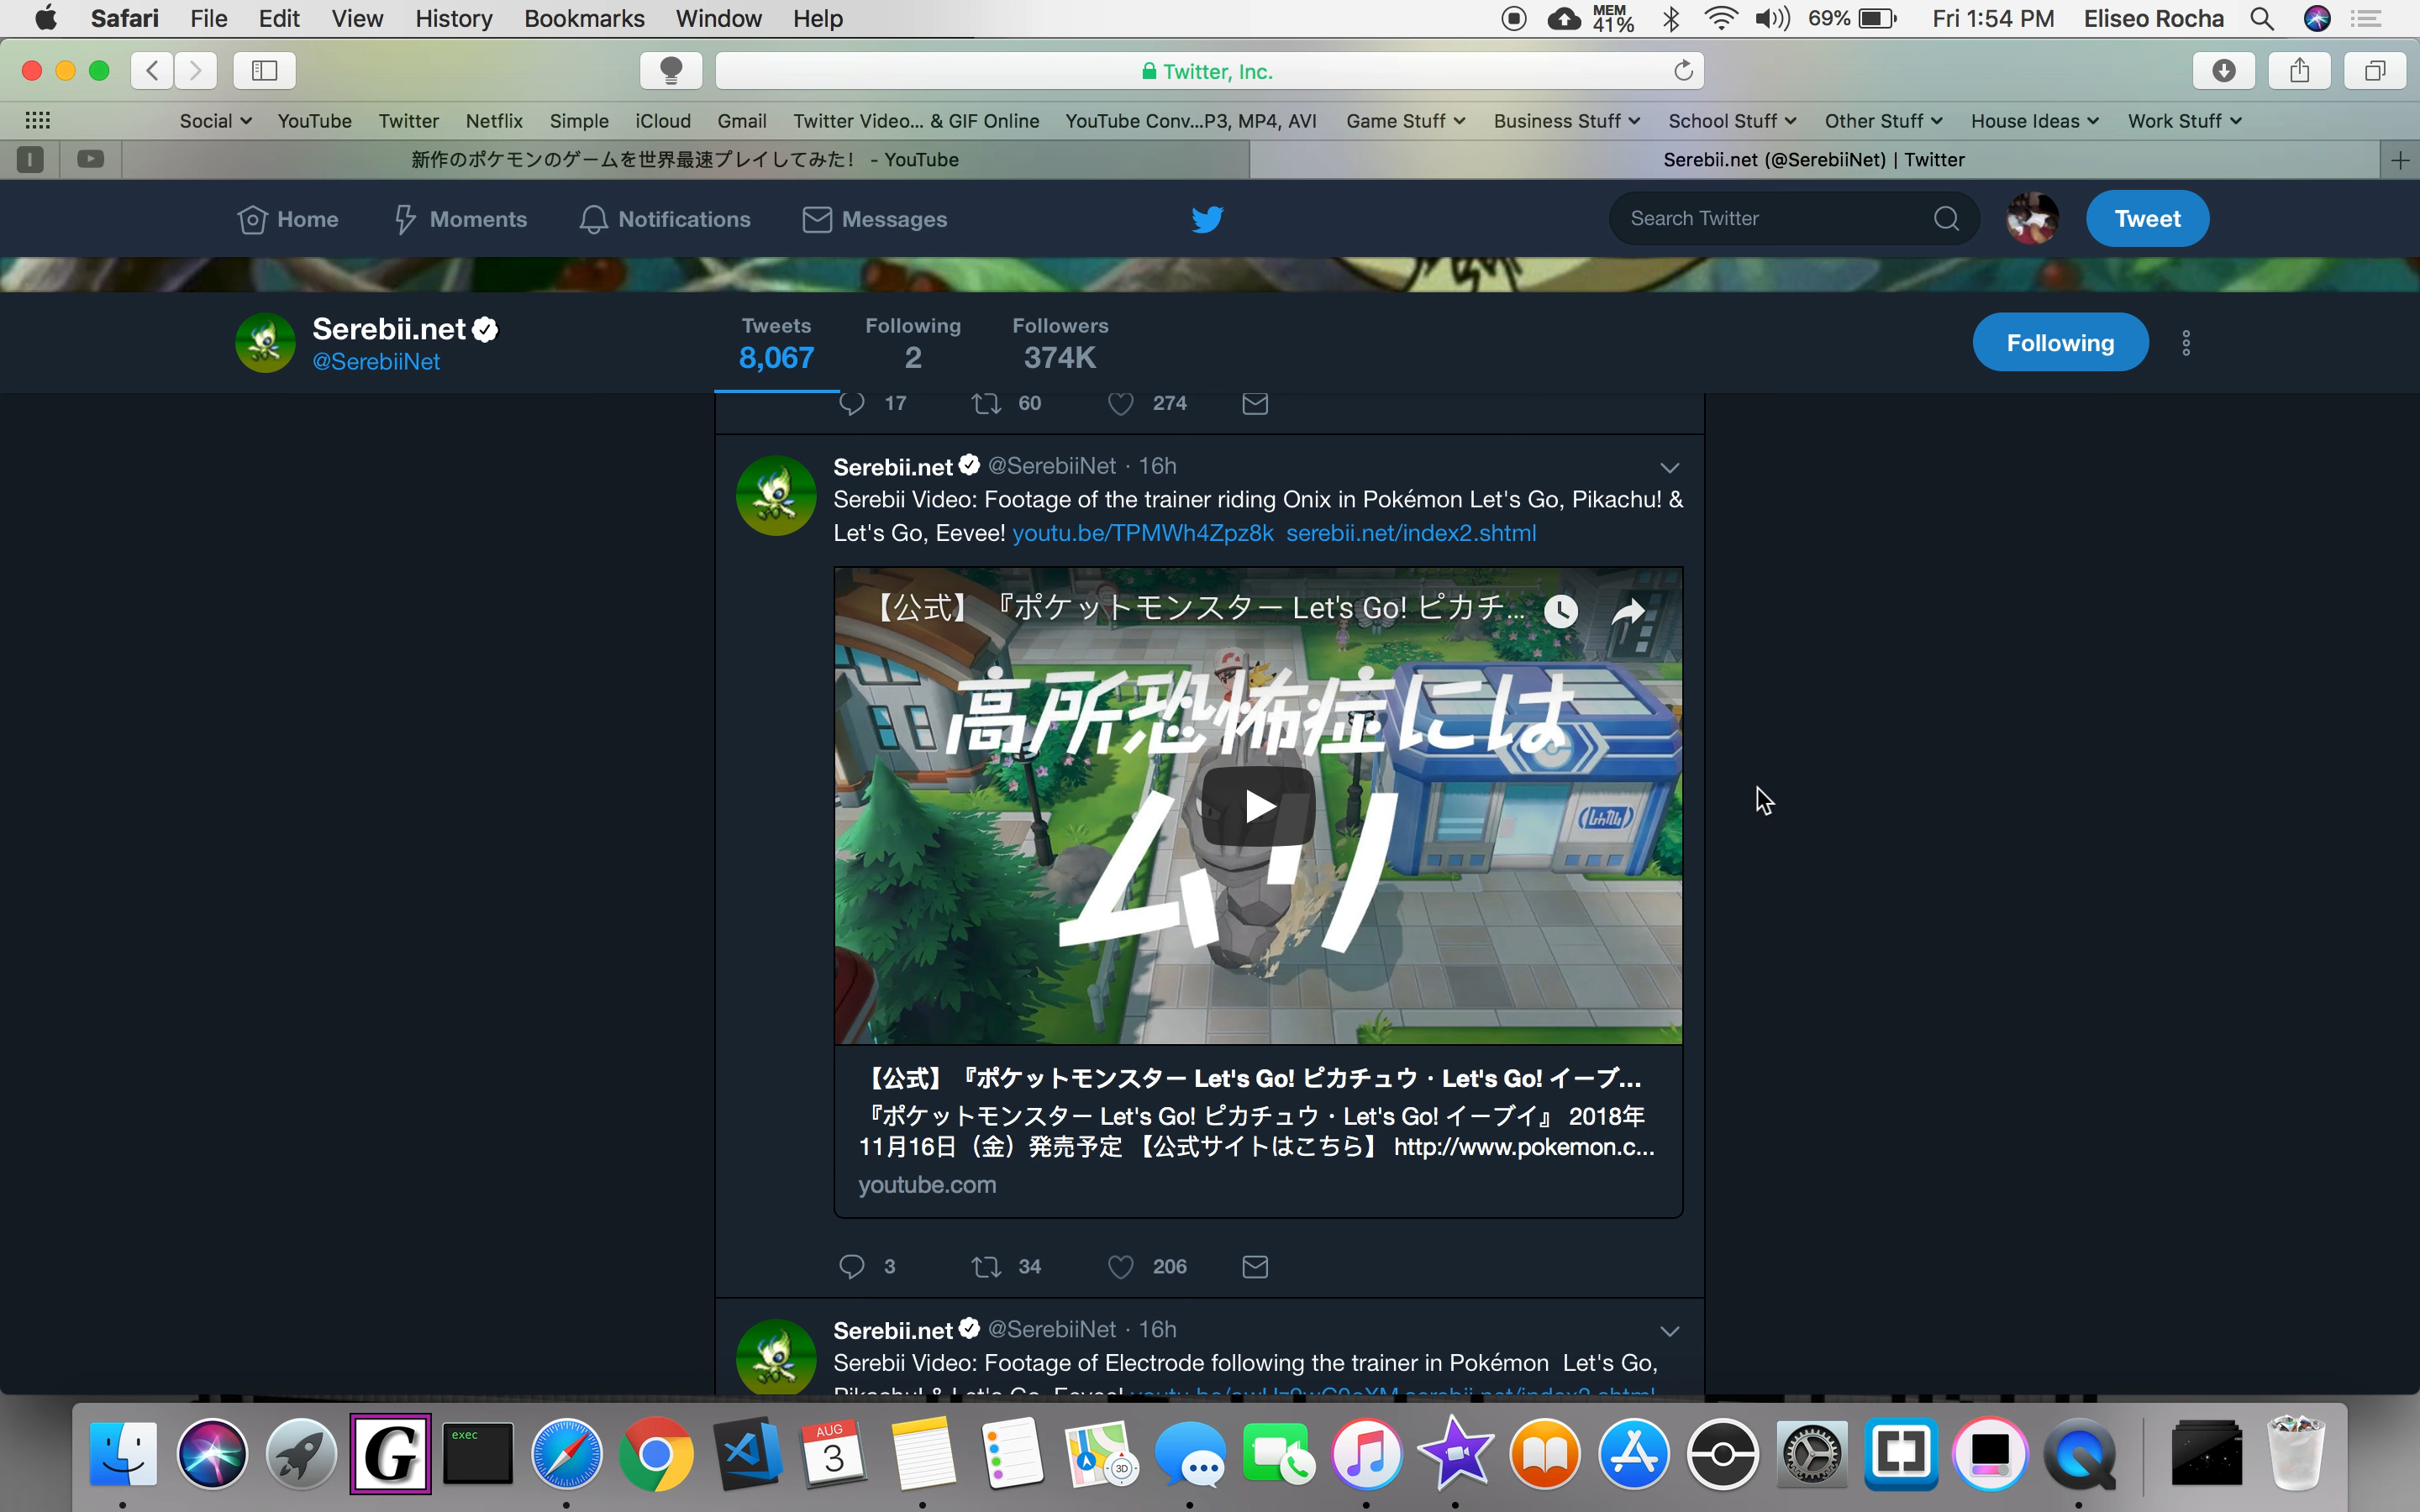 Safari File Edit View History Bookmarks Window Help MEM 41% 69% Fri 1:54 PM Eliseo Rocha
Twitter, Inc.
Social YouTube Twitter Netflix Simple iCloud Gmail Twitter Video... & GIF Online YouTube Conv...P3, MP4, AVI Game Stuff Business Stuff School Stuff Other Stuff House Ideas Work Stuff
新作のポケモンのゲームを世界最速プレイしてみた！ - YouTube Serebii.net (@SerebiiNet) | Twitter
Home Moments Notifications Messages Search Twitter Tweet
Serebii.net Tweets Following Followers
@SerebiiNet 8,067 2 374K Following
17 60 274
Serebii.net @SerebiiNet · 16h
Serebii Video: Footage of the trainer riding Onix in Pokémon Let's Go, Pikachu! &
Let's Go, Eevee! youtu.be/TPMWh4Zpz8k serebii.net/index2.shtml
【公式】『ポケットモンスター Let's Go! ピカチ...
高所恐怖症には
ムリ
【公式】『ポケットモンスター Let's Go! ピカチュウ・Let's Go! イーブ...
『ポケットモンスター Let's Go! ピカチュウ・Let's Go! イーブイ』 2018年
11月16日（金）発売予定 【公式サイトはこちら】 http://www.pokemon.c...
youtube.com
3 34 206
Serebii.net @SerebiiNet · 16h
Serebii Video: Footage of Electrode following the trainer in Pokémon Let's Go,
Pikachu! & Let's Go, Eevee!
G exec AUG 3 3D